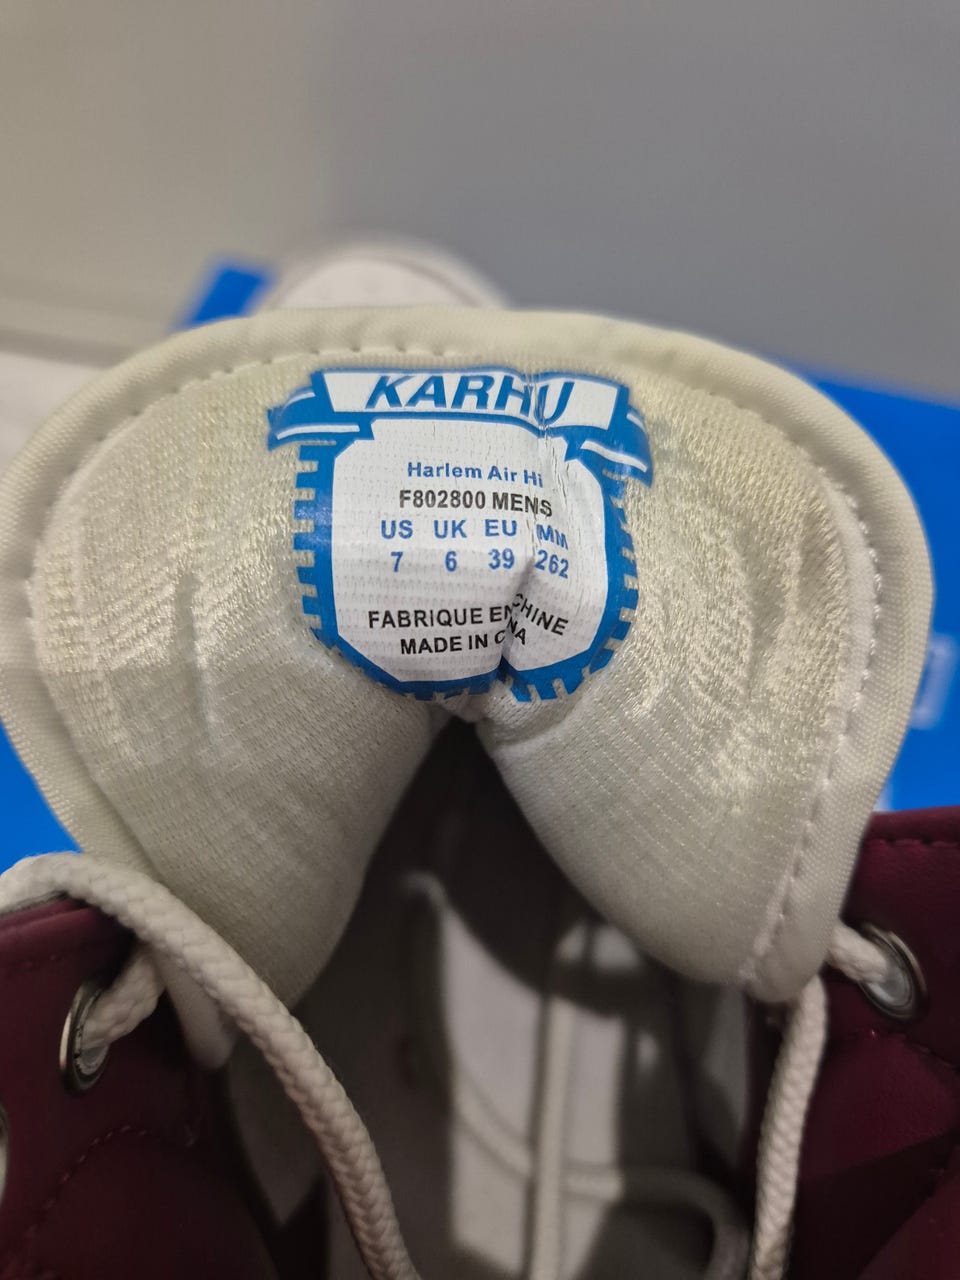 KARHU
Harlem Air Hi
F802800 MENS
US UK EU MM
7 6 39 262
FABRIQUE EN CHINE
MADE IN CHINA